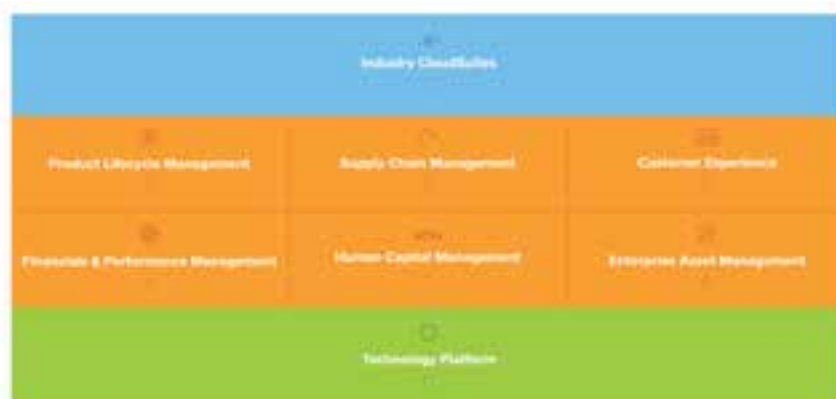 Industry CloudSuites
Product Lifecycle Management
Supply Chain Management
Customer Experience
Financials & Performance Management
Human Capital Management
Enterprise Asset Management
Technology Platform